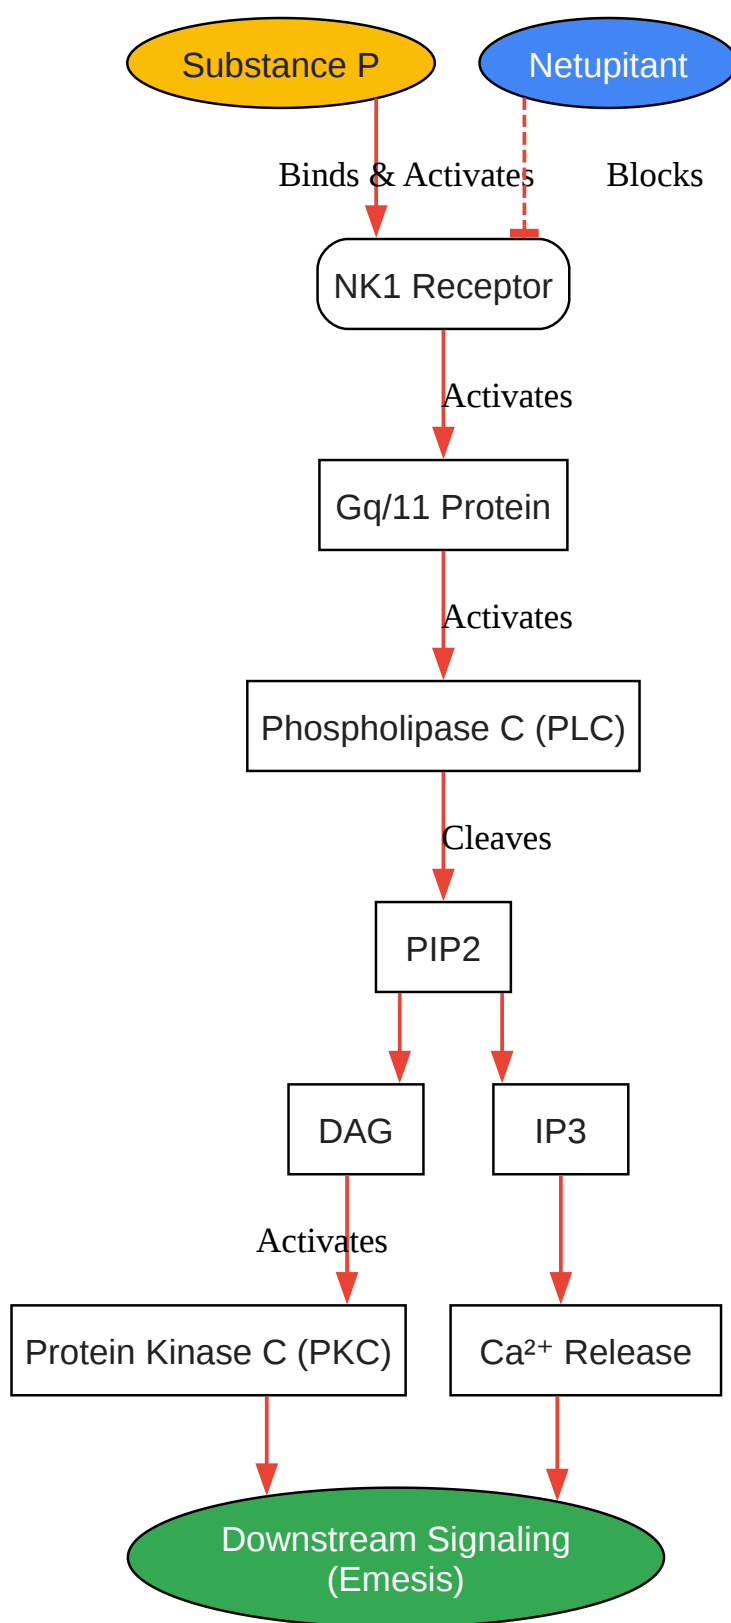 Substance P
Netupitant
Binds & Activates
Blocks
NK1 Receptor
Activates
Gq/11 Protein
Activates
Phospholipase C (PLC)
Cleaves
PIP2
DAG
IP3
Activates
Protein Kinase C (PKC)
Ca²⁺ Release
Downstream Signaling
(Emesis)